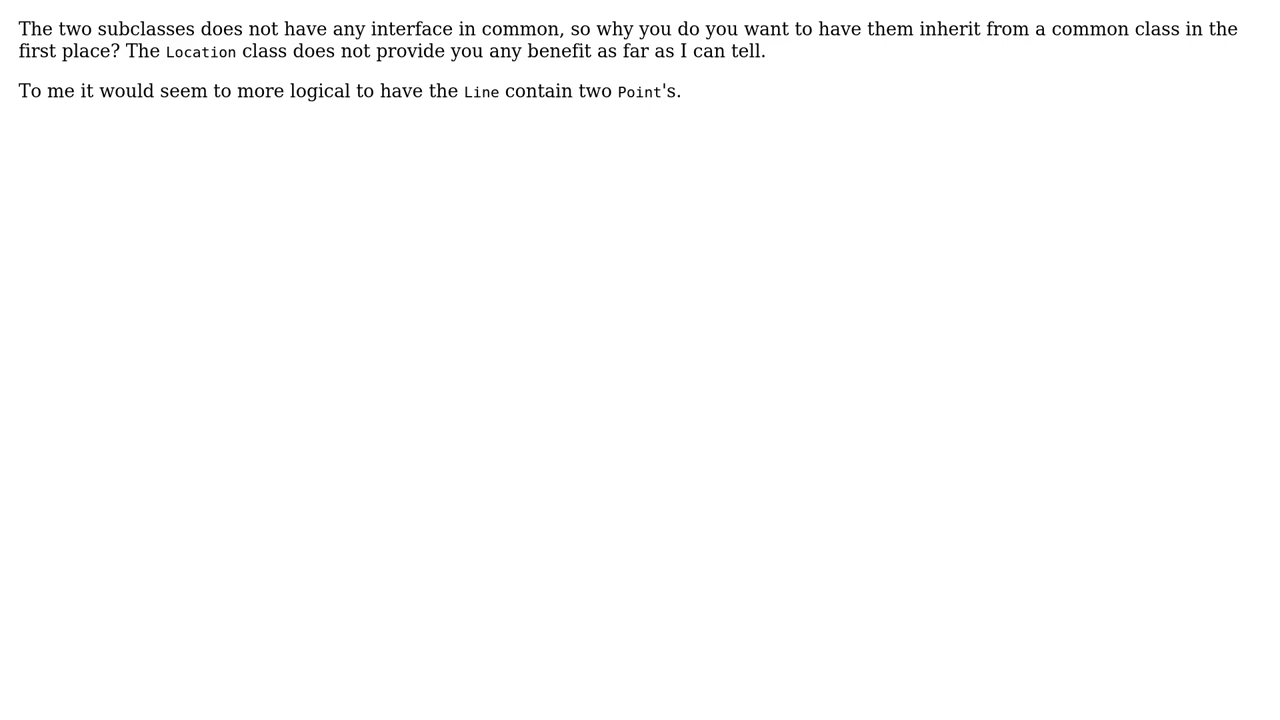 The two subclasses does not have any interface in common, so why you do you want to have them inherit from a common class in the
first place? The Location class does not provide you any benefit as far as I can tell.
To me it would seem to more logical to have the Line contain two Point's.